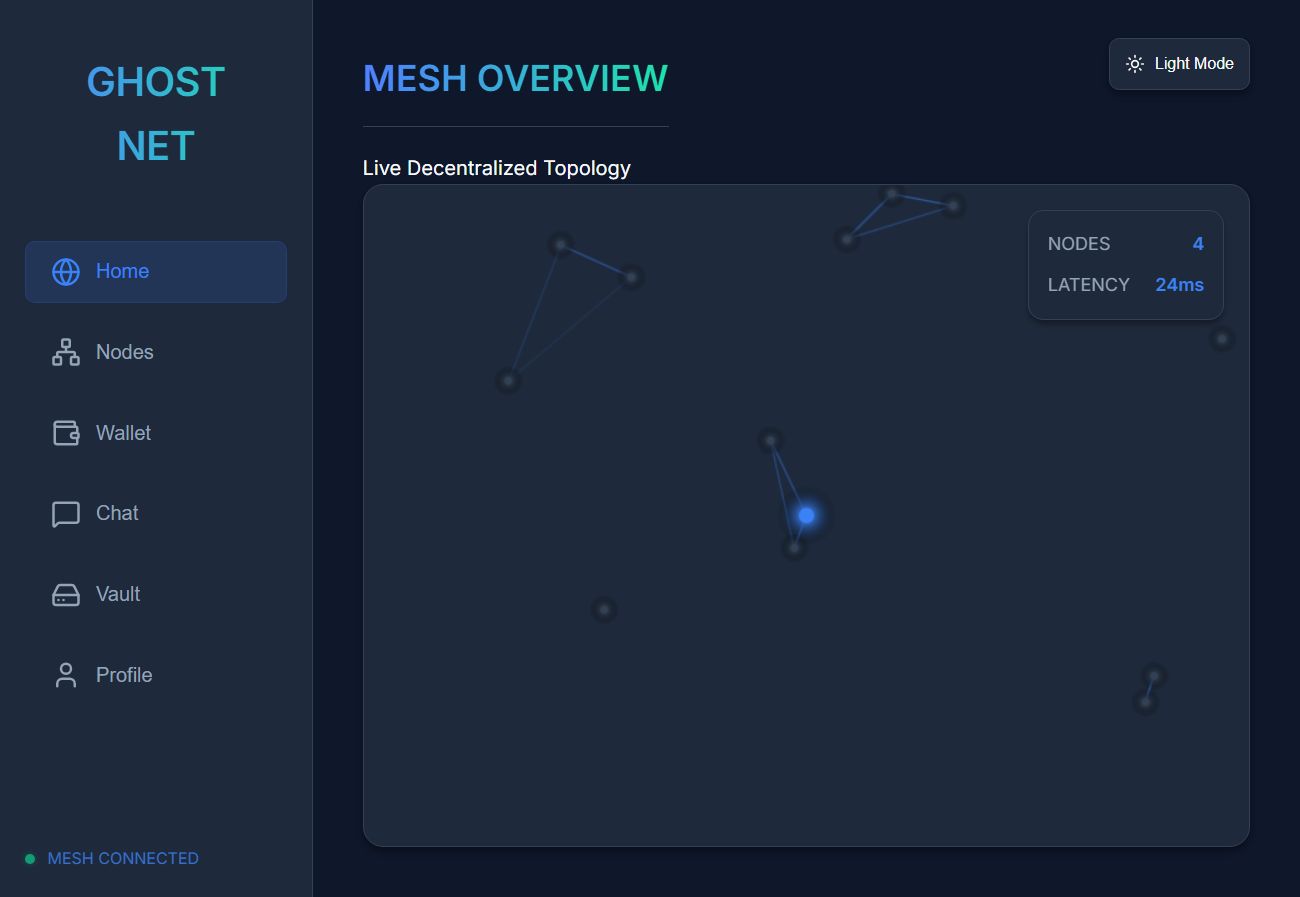 GHOST
NET
Home
Nodes
Wallet
Chat
Vault
Profile
MESH CONNECTED
MESH OVERVIEW
Light Mode
Live Decentralized Topology
NODES 4
LATENCY 24ms